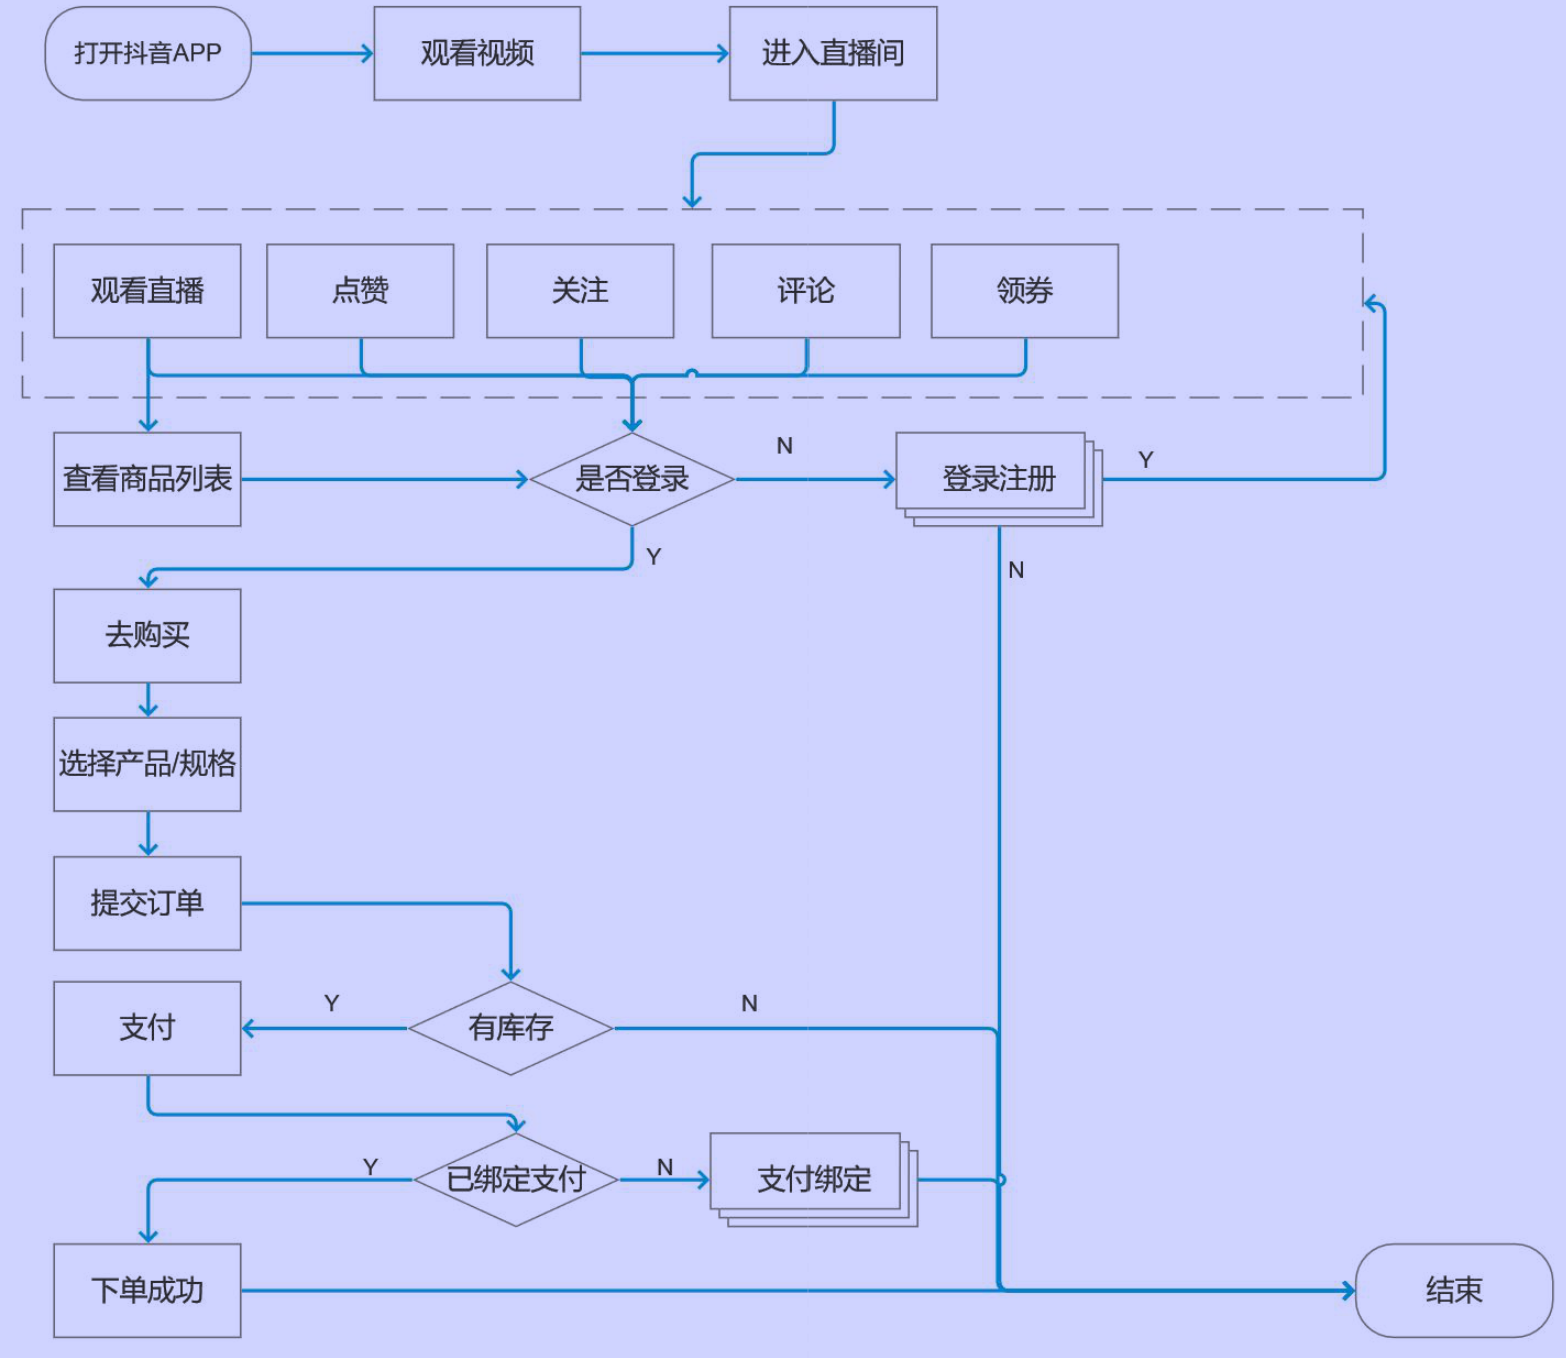 打开抖音APP
观看视频
进入直播间
观看直播
点赞
关注
评论
领券
查看商品列表
是否登录
N
登录注册
Y
Y
N
去购买
选择产品/规格
提交订单
支付
Y
有库存
N
Y
已绑定支付
N
支付绑定
下单成功
结束